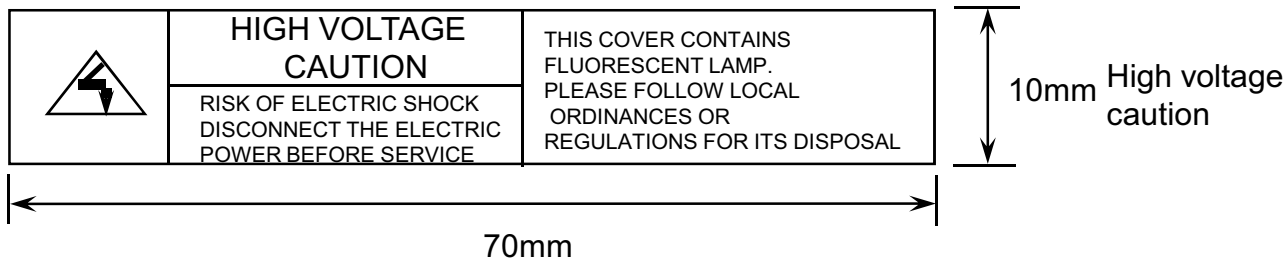 HIGH VOLTAGE
CAUTION
RISK OF ELECTRIC SHOCK
DISCONNECT THE ELECTRIC
POWER BEFORE SERVICE
THIS COVER CONTAINS
FLUORESCENT LAMP.
PLEASE FOLLOW LOCAL
ORDINANCES OR
REGULATIONS FOR ITS DISPOSAL
10mm
High voltage
caution
70mm